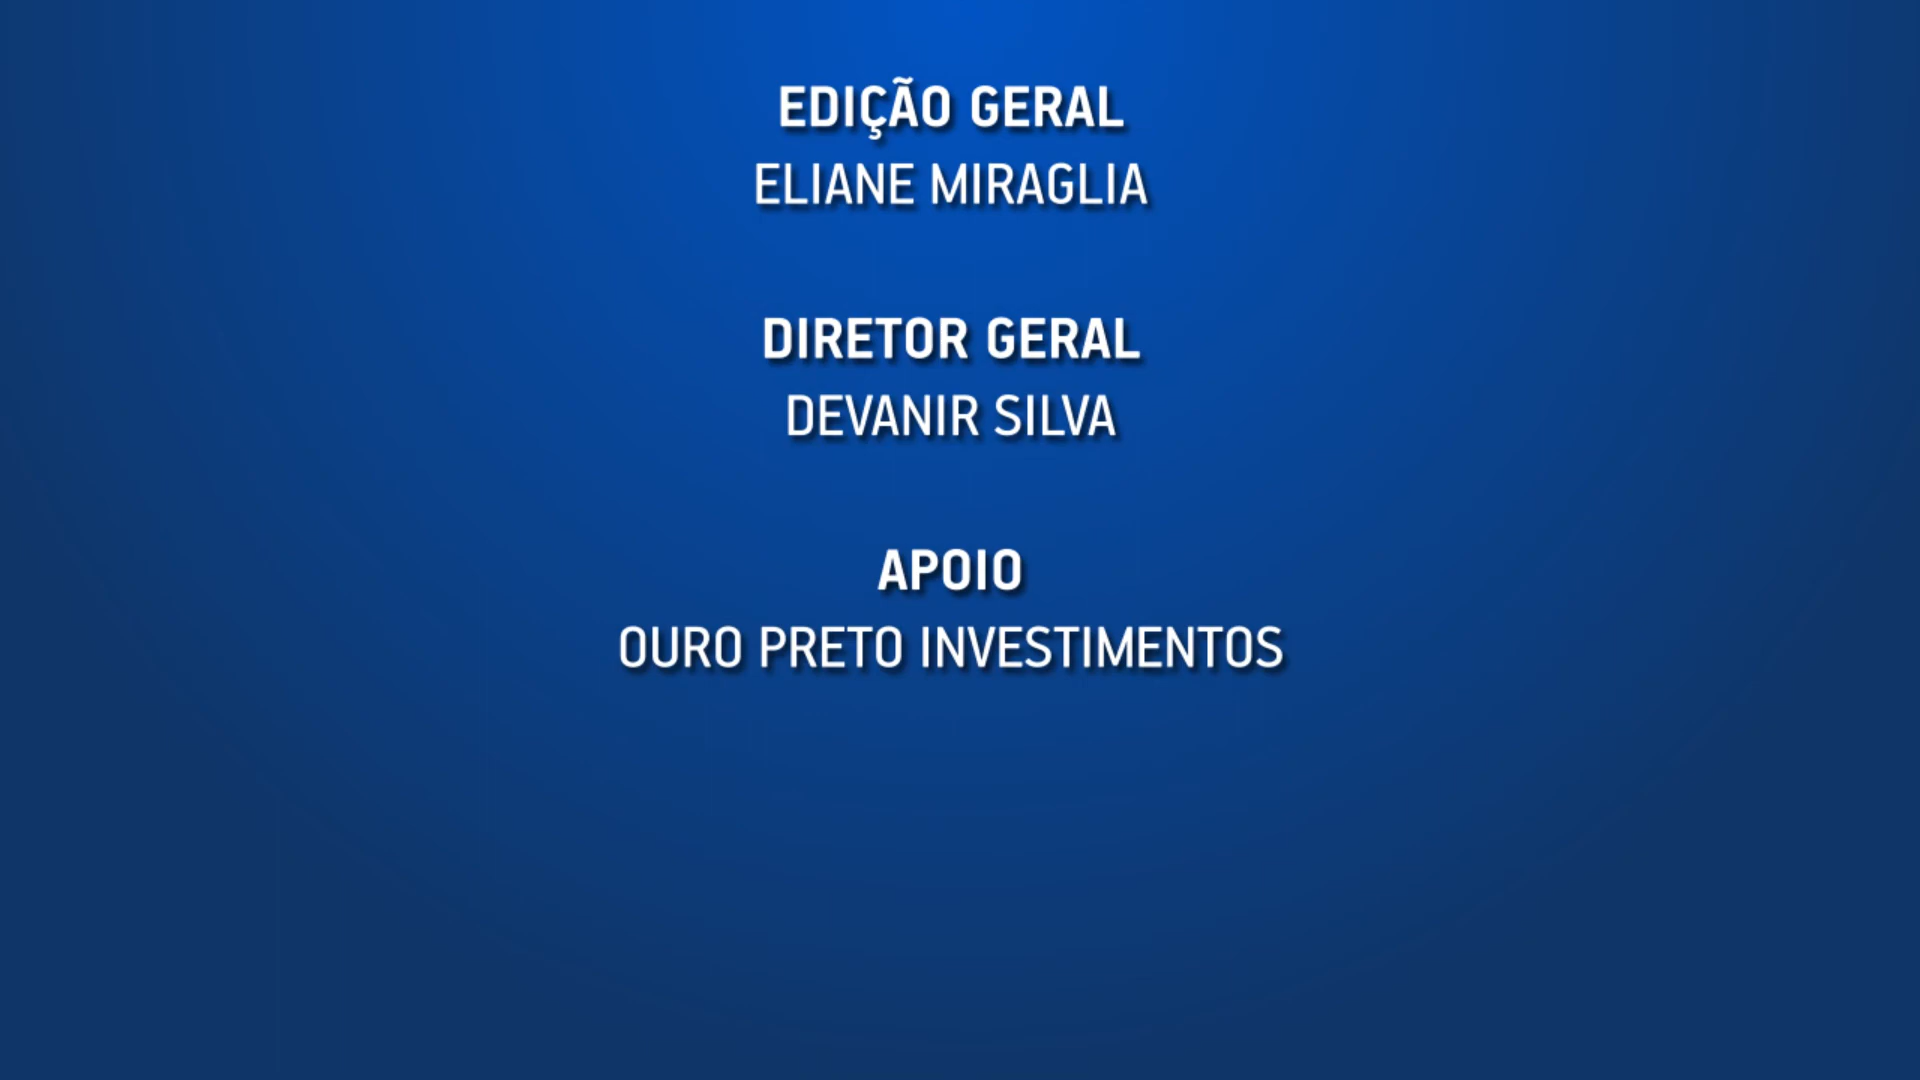 EDIÇÃO GERAL
ELIANE MIRAGLIA
DIRETOR GERAL
DEVANIR SILVA
APOIO
OURO PRETO INVESTIMENTOS